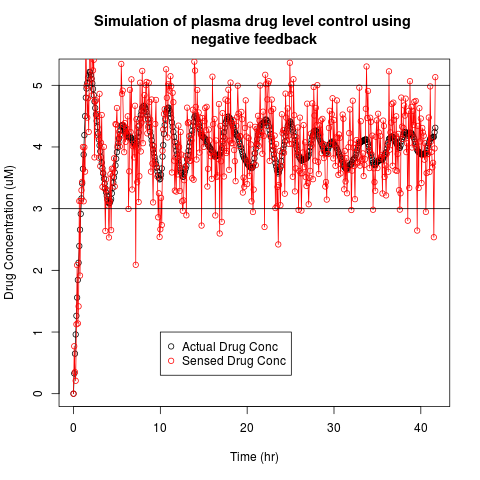 Simulation of plasma drug level control using
negative feedback
Drug Concentration (uM)
5
4
3
2
1
0
Actual Drug Conc
Sensed Drug Conc
0 10 20 30 40
Time (hr)